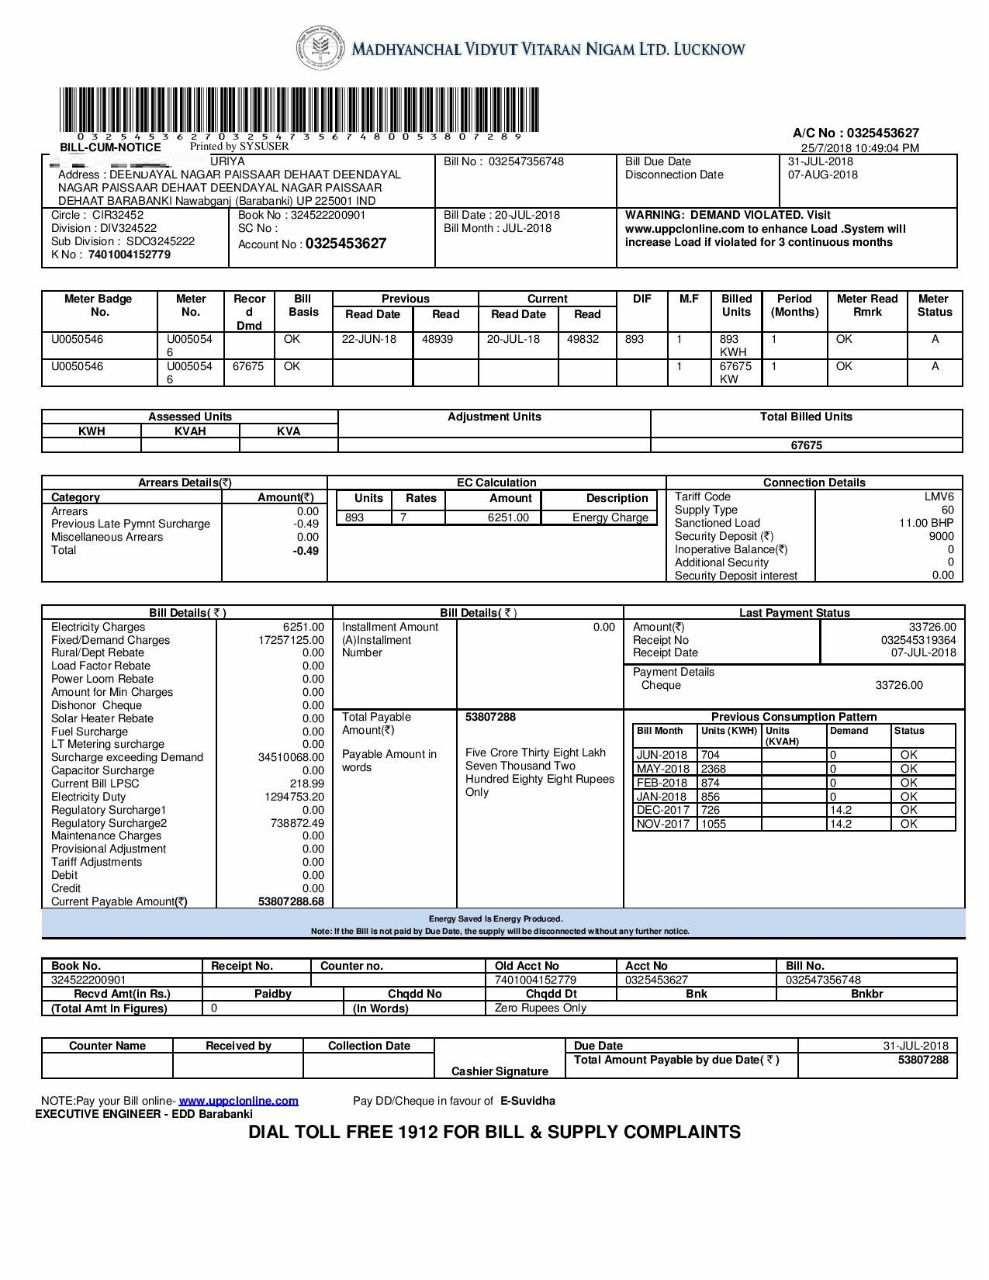 MADHYANCHAL VIDYUT VITARAN NIGAM LTD. LUCKNOW
0 3 2 5 4 5 3 6 2 7 0 3 2 5 4 7 3 5 6 7 4 8 0 0 5 3 8 0 7 2 8 9
A/C No : 0325453627
BILL-CUM-NOTICE Printed by SYSUSER 25/7/2018 10:49:04 PM
URIYA Bill No : 032547356748 Bill Due Date 31-JUL-2018
Address : DEENDAYAL NAGAR PAISSAAR DEHAAT DEENDAYAL Disconnection Date 07-AUG-2018
NAGAR PAISSAAR DEHAAT DEENDAYAL NAGAR PAISSAAR
DEHAAT BARABANKI Nawabganj (Barabanki) UP 225001 IND
Circle : CIR32452 Book No : 324522200901 Bill Date : 20-JUL-2018 WARNING: DEMAND VIOLATED. Visit
Division : DIV324522 SC No : Bill Month : JUL-2018 www.uppclonline.com to enhance Load .System will
Sub Division : SDO3245222 Account No : 0325453627 increase Load if violated for 3 continuous months
K No : 7401004152779
Meter Badge No. Meter No. Recor d Dmd Bill Basis Previous Current DIF M.F Billed Units Period (Months) Meter Read Rmrk Meter Status
Read Date Read Read Date Read
U0050546 U005054 6 OK 22-JUN-18 48939 20-JUL-18 49832 893 1 893 KWH 1 OK A
U0050546 U005054 6 67675 OK 1 67675 KW 1 OK A
Assessed Units Adjustment Units Total Billed Units
KWH KVAH KVA
67675
Arrears Details(₹) EC Calculation Connection Details
Category Amount(₹) Units Rates Amount Description Tariff Code LMV6
Arrears 0.00 893 7 6251.00 Energy Charge Supply Type 60
Previous Late Pymnt Surcharge -0.49 Sanctioned Load 11.00 BHP
Miscellaneous Arrears 0.00 Security Deposit (₹) 9000
Total -0.49 Inoperative Balance(₹) 0
Additional Security 0
Security Deposit interest 0.00
Bill Details( ₹ ) Bill Details( ₹ ) Last Payment Status
Electricity Charges 6251.00 Installment Amount 0.00 Amount(₹) 33726.00
Fixed/Demand Charges 17257125.00 (A)Installment Receipt No 032545319364
Rural/Dept Rebate 0.00 Number Receipt Date 07-JUL-2018
Load Factor Rebate 0.00
Power Loom Rebate 0.00 Payment Details
Amount for Min Charges 0.00 Cheque 33726.00
Dishonor Cheque 0.00
Solar Heater Rebate 0.00 Total Payable 53807288 Previous Consumption Pattern
Fuel Surcharge 0.00 Amount(₹) Bill Month Units (KWH) Units (KVAH) Demand Status
LT Metering surcharge 0.00
Surcharge exceeding Demand 34510068.00 Payable Amount in Five Crore Thirty Eight Lakh JUN-2018 704 0 OK
Capacitor Surcharge 0.00 words Seven Thousand Two MAY-2018 2368 0 OK
Current Bill LPSC 218.99 Hundred Eighty Eight Rupees FEB-2018 874 0 OK
Electricity Duty 1294753.20 Only JAN-2018 856 0 OK
Regulatory Surcharge1 0.00 DEC-2017 726 14.2 OK
Regulatory Surcharge2 738872.49 NOV-2017 1055 14.2 OK
Maintenance Charges 0.00
Provisional Adjustment 0.00
Tariff Adjustments 0.00
Debit 0.00
Credit 0.00
Current Payable Amount(₹) 53807288.68
Energy Saved Is Energy Produced.
Note: If the Bill is not paid by Due Date, the supply will be disconnected without any further notice.
Book No. Receipt No. Counter no. Old Acct No Acct No Bill No.
324522200901 7401004152779 0325453627 032547356748
Recvd Amt(in Rs.) Paidby Chqdd No Chqdd Dt Bnk Bnkbr
(Total Amt In Figures) 0 (In Words) Zero Rupees Only
Counter Name Received by Collection Date Due Date 31-JUL-2018
Total Amount Payable by due Date( ₹ ) 53807288
Cashier Signature
NOTE:Pay your Bill online- www.uppclonline.com Pay DD/Cheque in favour of E-Suvidha
EXECUTIVE ENGINEER - EDD Barabanki
DIAL TOLL FREE 1912 FOR BILL & SUPPLY COMPLAINTS